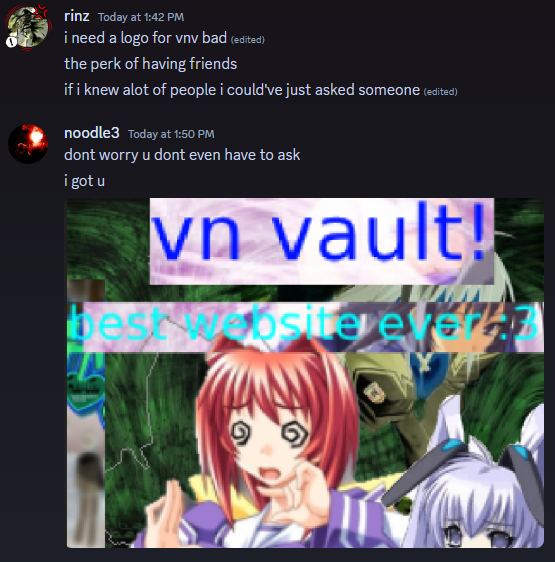 rinz Today at 1:42 PM
i need a logo for vnv bad (edited)
the perk of having friends
if i knew alot of people i could've just asked someone (edited)
noodle3 Today at 1:50 PM
dont worry u dont even have to ask
i got u
vn vault!
best website ever :3